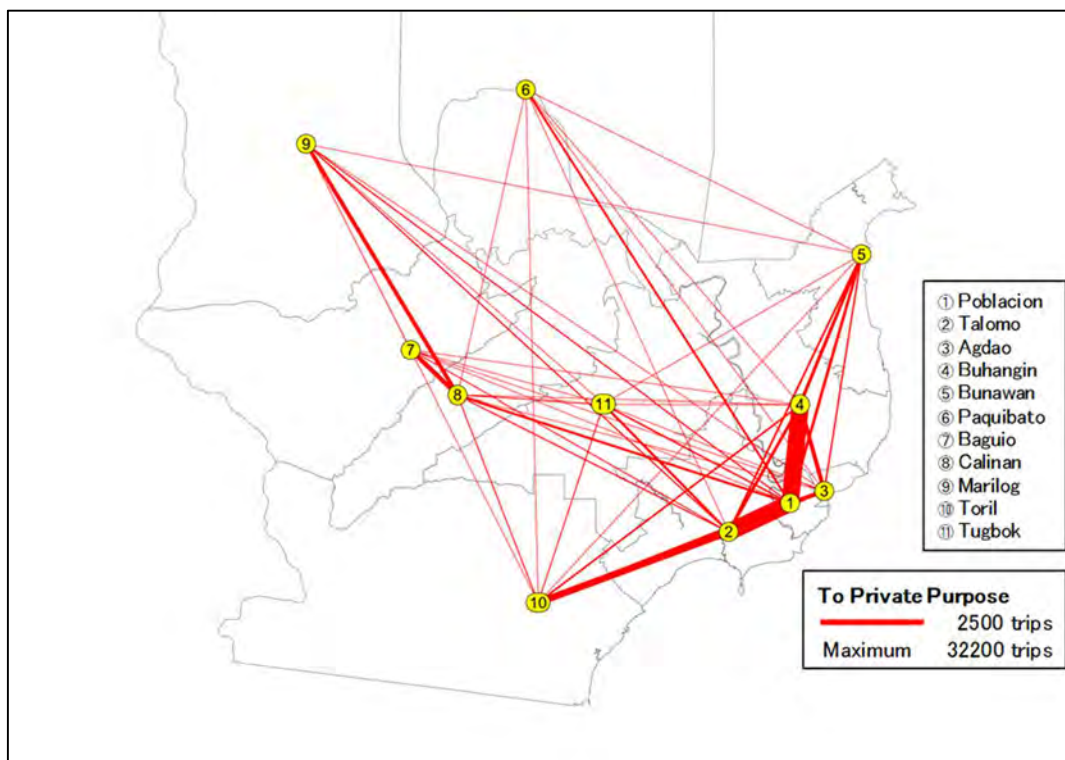 6
9
5
7
8
11
4
3
1
2
10
① Poblacion
② Talomo
③ Agdao
④ Buhangin
⑤ Bunawan
⑥ Paquibato
⑦ Baguio
⑧ Calinan
⑨ Marilog
⑩ Toril
⑪ Tugbok
To Private Purpose
2500 trips
Maximum 32200 trips